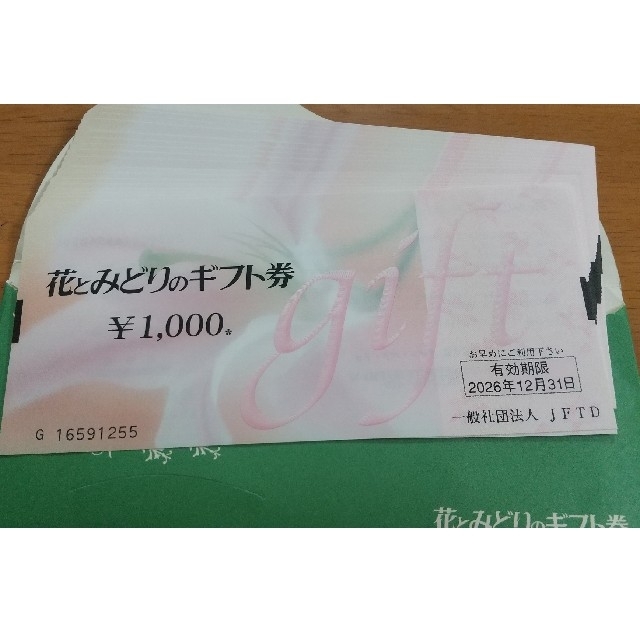 gift
花とみどりのギフト券
￥1,000*
お早めにご利用下さい
有効期限
2026年12月31日
一般社団法人 JFTD
G 16591255
花とみどりのギフト券